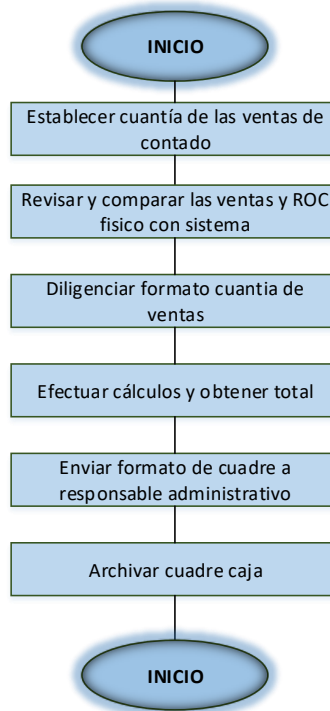 INICIO
Establecer cuantía de las ventas de
contado
Revisar y comparar las ventas y ROC
fisico con sistema
Diligenciar formato cuantia de
ventas
Efectuar cálculos y obtener total
Enviar formato de cuadre a
responsable administrativo
Archivar cuadre caja
INICIO